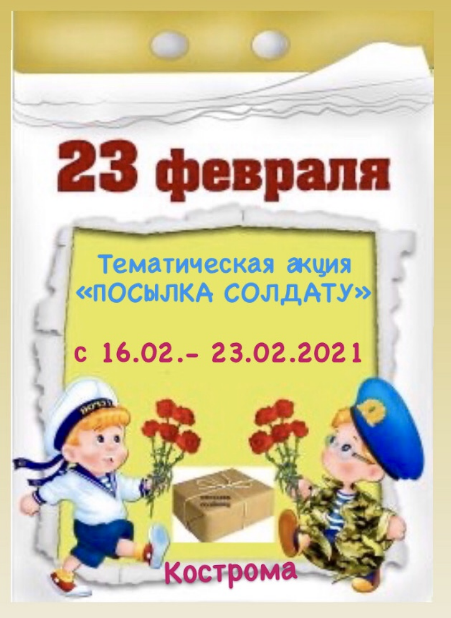 23 февраля
Тематическая акция
«ПОСЫЛКА СОЛДАТУ»
с 16.02.- 23.02.2021
Кострома